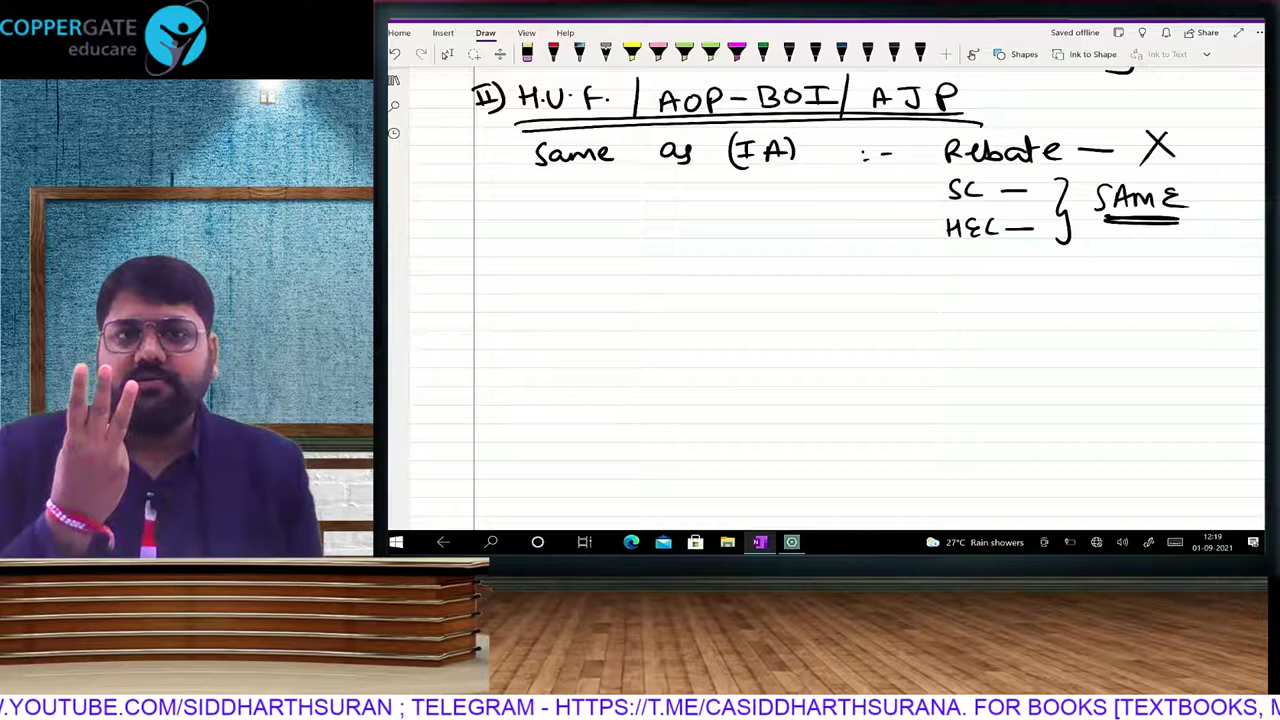 COPPERGATE
educare
Home Insert Draw View Help
Saved offline
Share
Shapes
Ink to Shape
Ink to Text
II) H.U.F. / AOP - BOI / AJP
Same as (IA) :- Rebate — X
SC —
HEC —
SAME
27°C Rain showers
12:19
01-09-2021
W.YOUTUBE.COM/SIDDHARTHSURAN ; TELEGRAM - HTTPS://T.ME/CASIDDHARTHSURANA. FOR BOOKS [TEXTBOOKS,